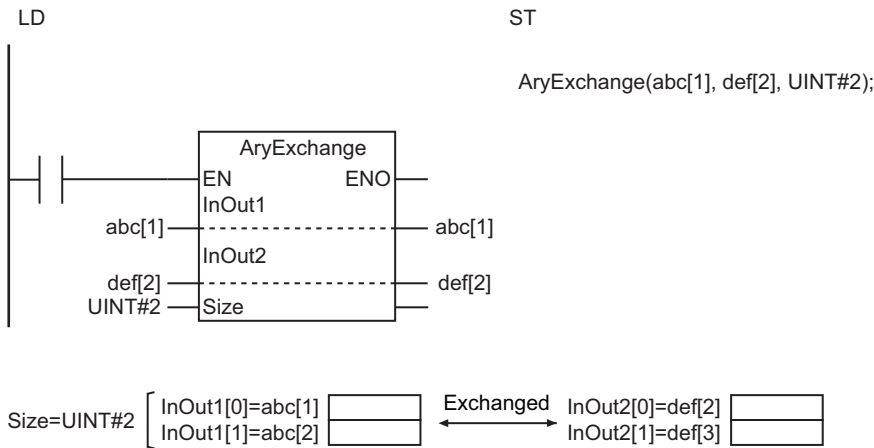 LD
ST
AryExchange(abc[1], def[2], UINT#2);
AryExchange
EN ENO
InOut1
abc[1] abc[1]
InOut2
def[2] def[2]
UINT#2 Size
Size=UINT#2
InOut1[0]=abc[1] Exchanged InOut2[0]=def[2]
InOut1[1]=abc[2] InOut2[1]=def[3]